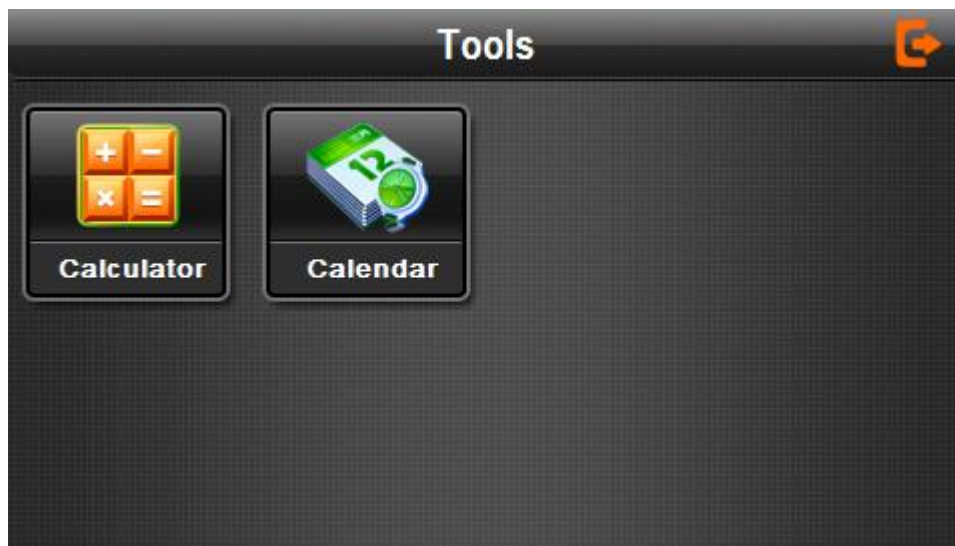 Tools
+ -
× =
12
Calculator Calendar